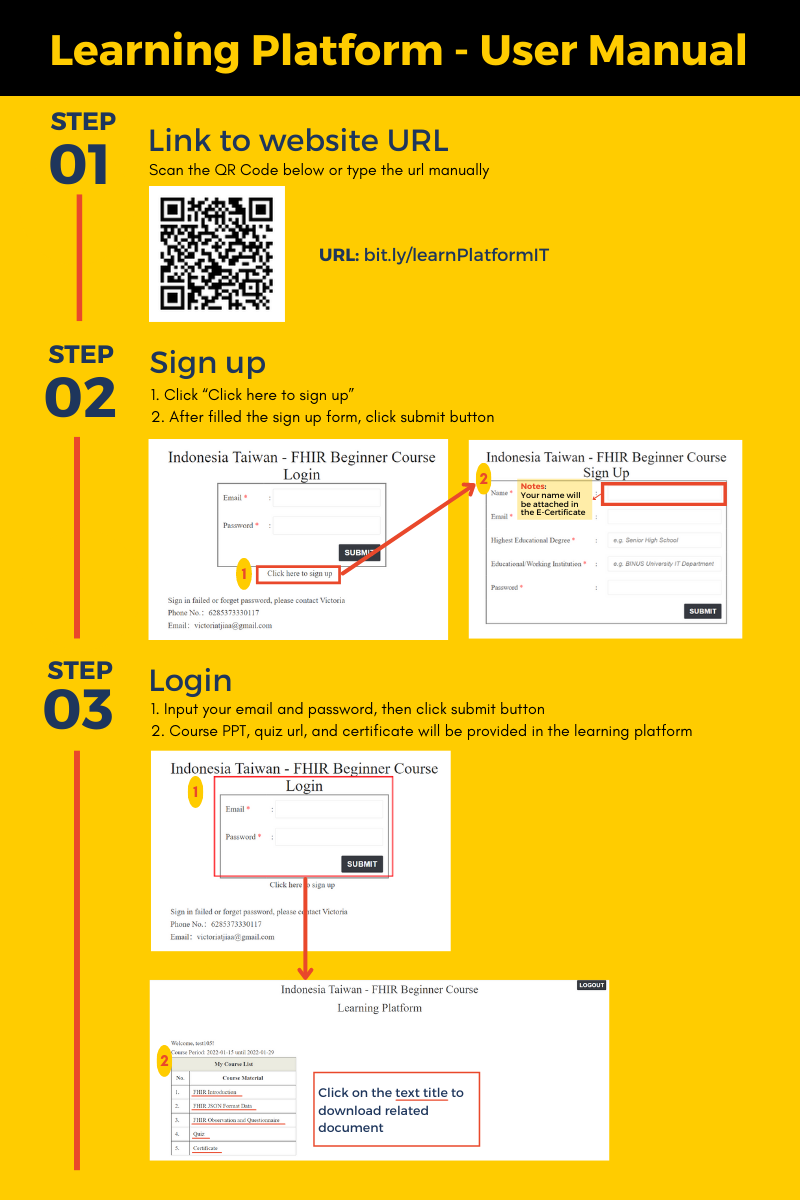 Learning Platform - User Manual
STEP
01
Link to website URL
Scan the QR Code below or type the url manually
URL: bit.ly/learnPlatformIT
STEP
02
Sign up
1. Click “Click here to sign up”
2. After filled the sign up form, click submit button
Indonesia Taiwan - FHIR Beginner Course
Login
Email * :
Password * :
SUBMIT
1
Click here to sign up
Sign in failed or forget password, please contact Victoria
Phone No.: 6285373330117
Email: victoriatjiaa@gmail.com
Indonesia Taiwan - FHIR Beginner Course
Sign Up
2
Name * :
Notes:
Your name will
be attached in
the E-Certificate
Email * :
Highest Educational Degree * : e.g. Senior High School
Educational/Working Institution * : e.g. BINUS University IT Department
Password * :
SUBMIT
STEP
03
Login
1. Input your email and password, then click submit button
2. Course PPT, quiz url, and certificate will be provided in the learning platform
Indonesia Taiwan - FHIR Beginner Course
Login
1
Email * :
Password * :
SUBMIT
Click here to sign up
Sign in failed or forget password, please contact Victoria
Phone No.: 6285373330117
Email: victoriatjiaa@gmail.com
Indonesia Taiwan - FHIR Beginner Course
LOGOUT
Learning Platform
Welcome, test105!
Course Period: 2022-01-15 until 2022-01-29
2
My Course List
No. Course Material
1. FHIR Introduction
2. FHIR JSON Format Data
3. FHIR Observation and Questionnaire
4. Quiz
5. Certificate
Click on the text title to
download related
document